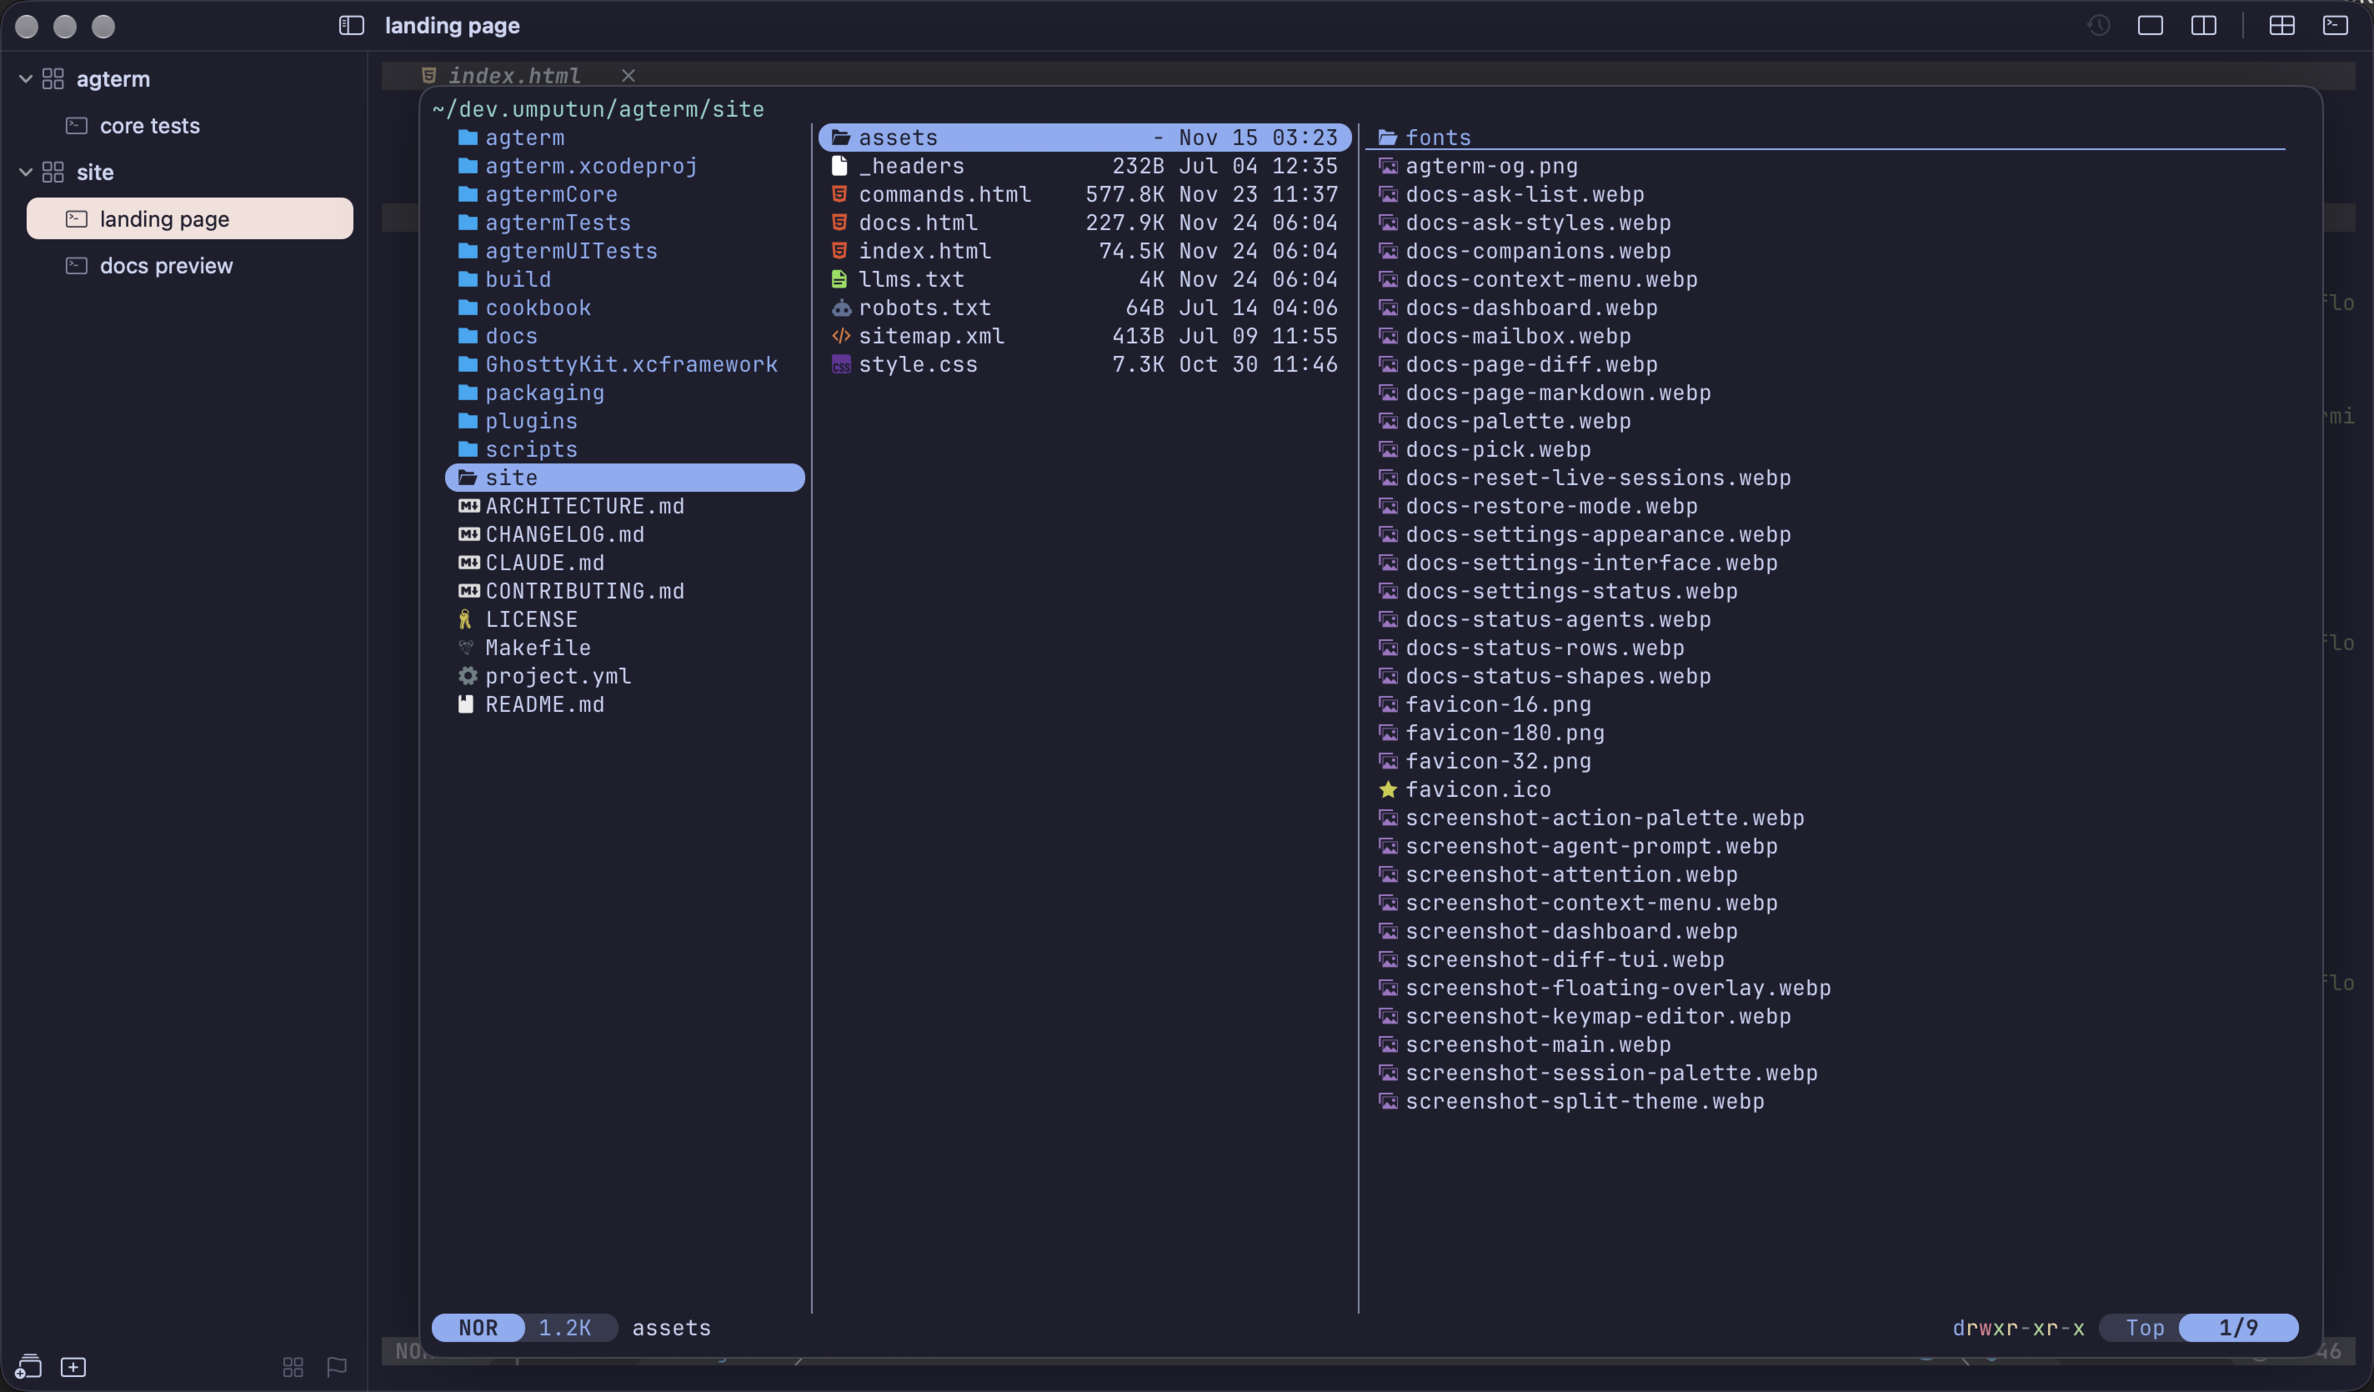 landing page
agterm
core tests
site
landing page
docs preview
index.html
~/dev.umputun/agterm/site
agterm
agterm.xcodeproj
agtermCore
agtermTests
agtermUITests
build
cookbook
docs
GhosttyKit.xcframework
packaging
plugins
scripts
site
ARCHITECTURE.md
CHANGELOG.md
CLAUDE.md
CONTRIBUTING.md
LICENSE
Makefile
project.yml
README.md
assets - Nov 15 03:23
_headers 232B Jul 04 12:35
commands.html 577.8K Nov 23 11:37
docs.html 227.9K Nov 24 06:04
index.html 74.5K Nov 24 06:04
llms.txt 4K Nov 24 06:04
robots.txt 64B Jul 14 04:06
sitemap.xml 413B Jul 09 11:55
style.css 7.3K Oct 30 11:46
fonts
agterm-og.png
docs-ask-list.webp
docs-ask-styles.webp
docs-companions.webp
docs-context-menu.webp
docs-dashboard.webp
docs-mailbox.webp
docs-page-diff.webp
docs-page-markdown.webp
docs-palette.webp
docs-pick.webp
docs-reset-live-sessions.webp
docs-restore-mode.webp
docs-settings-appearance.webp
docs-settings-interface.webp
docs-settings-status.webp
docs-status-agents.webp
docs-status-rows.webp
docs-status-shapes.webp
favicon-16.png
favicon-180.png
favicon-32.png
favicon.ico
screenshot-action-palette.webp
screenshot-agent-prompt.webp
screenshot-attention.webp
screenshot-context-menu.webp
screenshot-dashboard.webp
screenshot-diff-tui.webp
screenshot-floating-overlay.webp
screenshot-keymap-editor.webp
screenshot-main.webp
screenshot-session-palette.webp
screenshot-split-theme.webp
NOR 1.2K assets
drwxr-xr-x Top 1/9